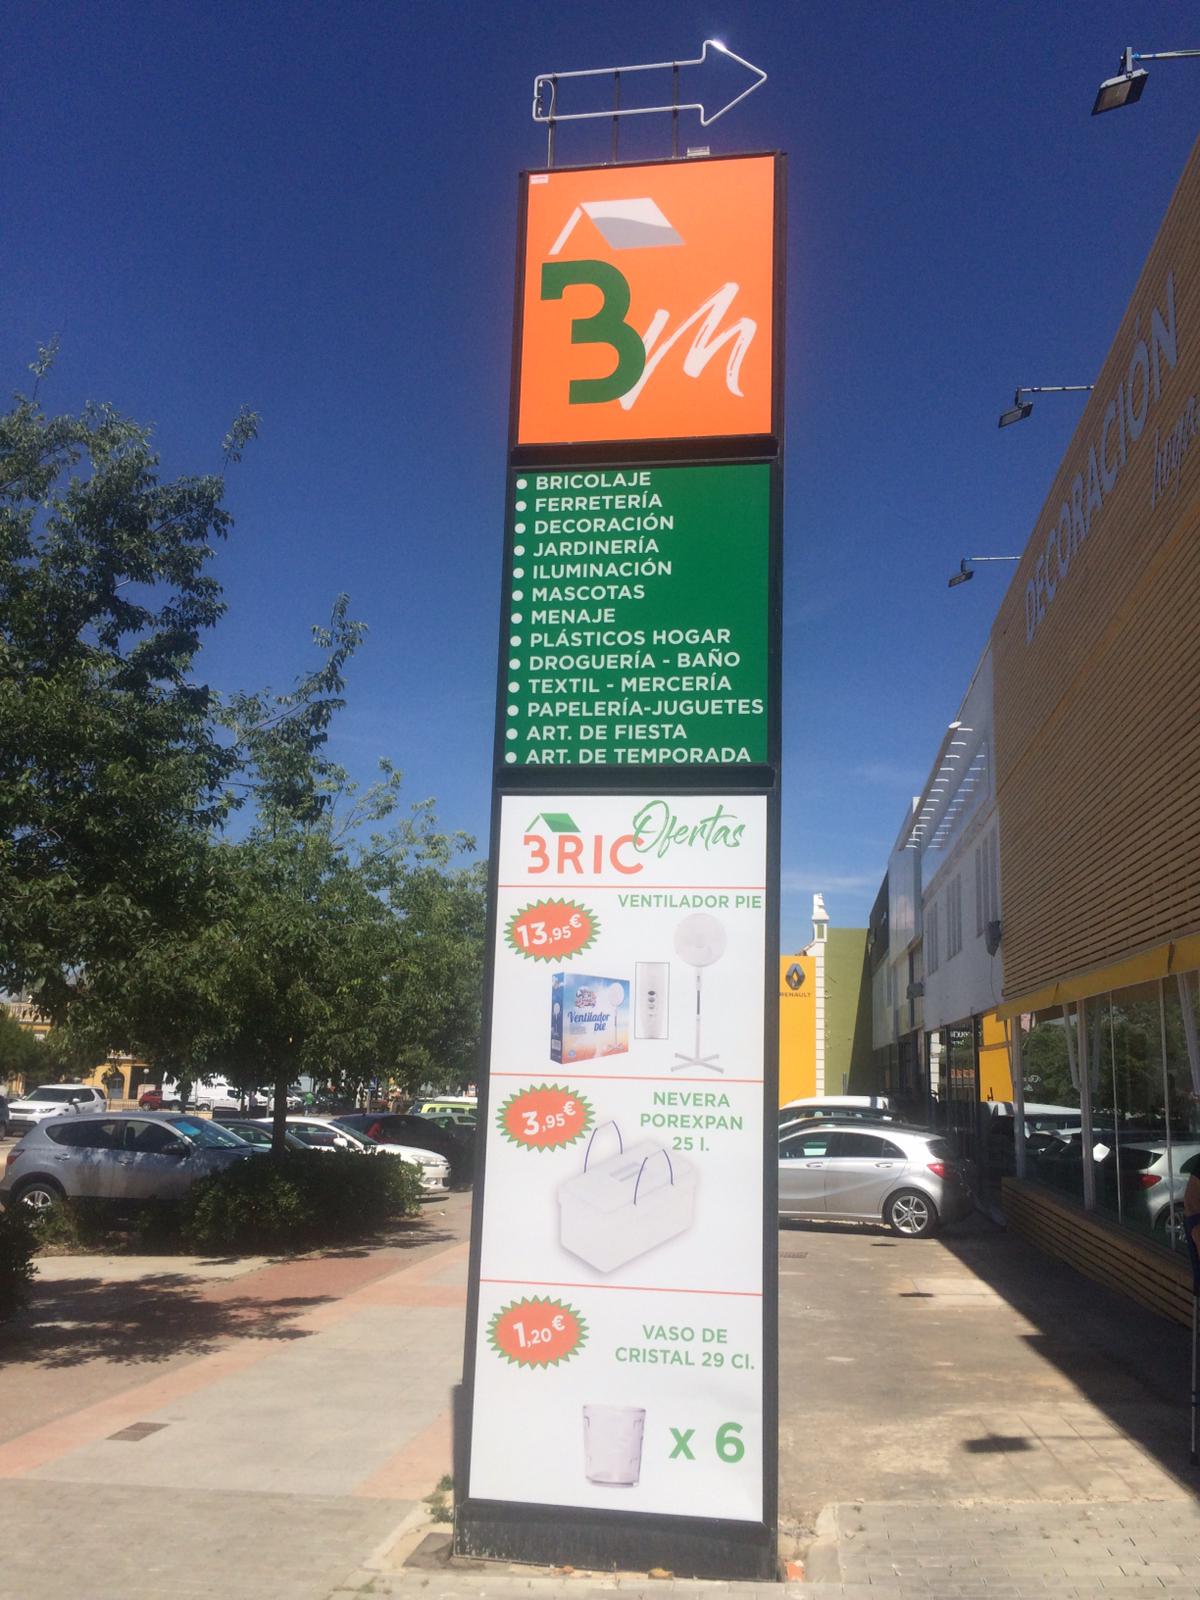 3m
BRICOLAJE
FERRETERÍA
DECORACIÓN
JARDINERÍA
ILUMINACIÓN
MASCOTAS
MENAJE
PLÁSTICOS HOGAR
DROGUERÍA - BAÑO
TEXTIL - MERCERÍA
PAPELERÍA-JUGUETES
ART. DE FIESTA
ART. DE TEMPORADA
BRIC Ofertas
VENTILADOR PIE
13,95€
Ventilador
pie
3,95€
NEVERA
POREXPAN
25 l.
1,20€
VASO DE
CRISTAL 29 Cl.
X 6
RENAULT
DECORACIÓN